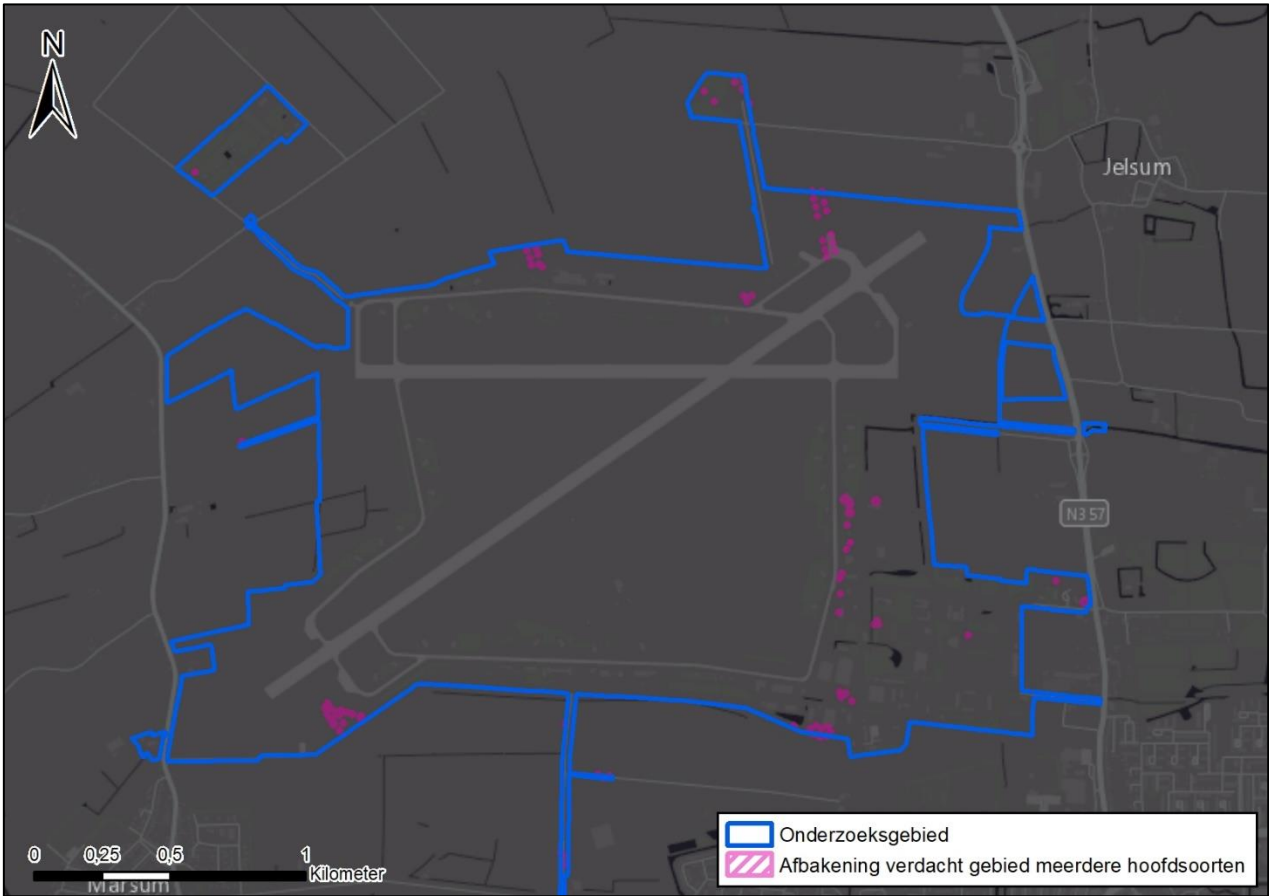 N
Jelsum
N357
Onderzoeksgebied
Afbakening verdacht gebied meerdere hoofdsoorten
0 0,25 0,5 1
Kilometer
Marsum